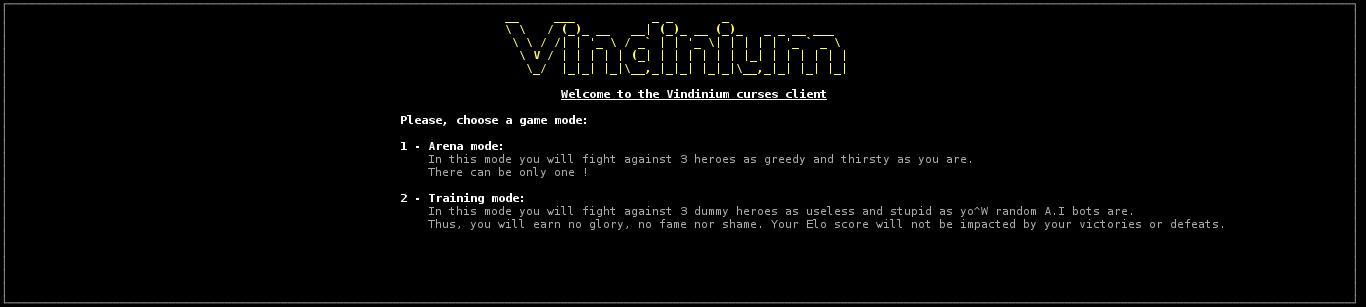 Vindinium
Welcome to the Vindinium curses client
Please, choose a game mode:
1 - Arena mode:
In this mode you will fight against 3 heroes as greedy and thirsty as you are.
There can be only one !
2 - Training mode:
In this mode you will fight against 3 dummy heroes as useless and stupid as yo^W random A.I bots are.
Thus, you will earn no glory, no fame nor shame. Your Elo score will not be impacted by your victories or defeats.